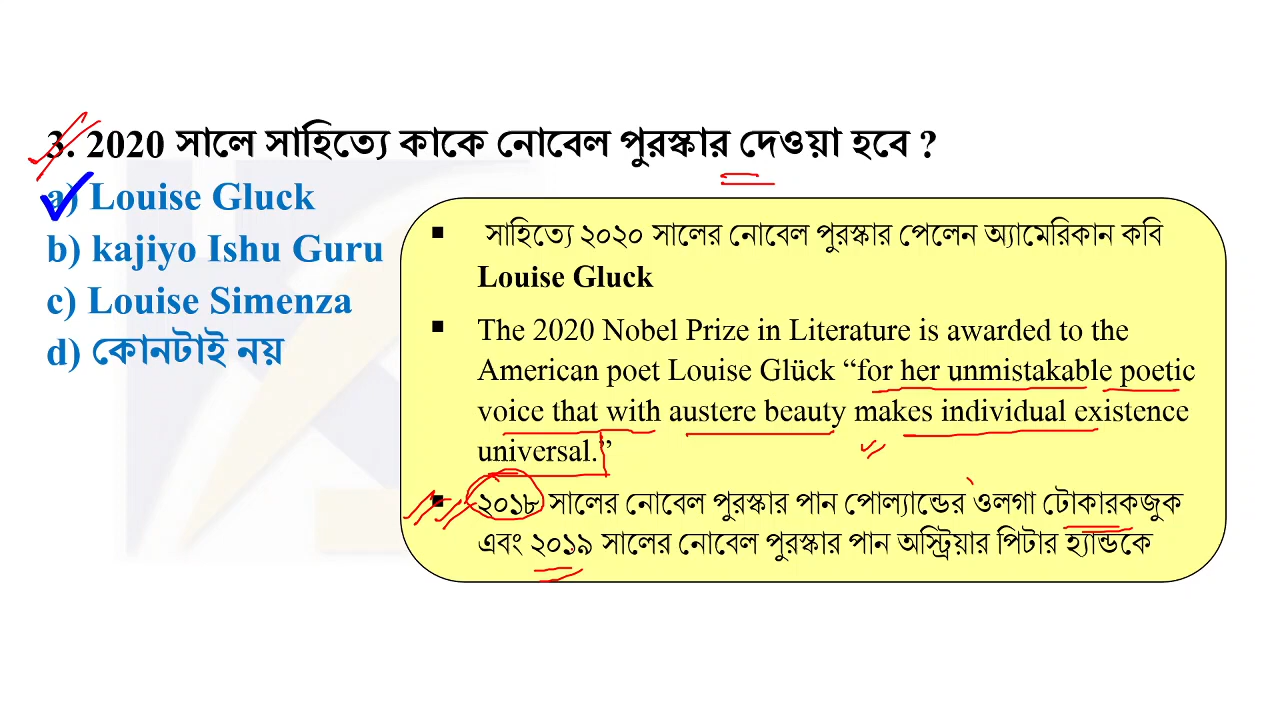 3. 2020 সালে সাহিত্যে কাকে নোবেল পুরস্কার দেওয়া হবে ?
a) Louise Gluck
b) kajiyo Ishu Guru
c) Louise Simenza
d) কোনটাই নয়
▪ সাহিত্যে ২০২০ সালের নোবেল পুরস্কার পেলেন অ্যামেরিকান কবি
Louise Gluck
▪ The 2020 Nobel Prize in Literature is awarded to the
American poet Louise Glück “for her unmistakable poetic
voice that with austere beauty makes individual existence
universal.”
▪ ২০১৮ সালের নোবেল পুরস্কার পান পোল্যান্ডের ওলগা টোকারকজুক
এবং ২০১৯ সালের নোবেল পুরস্কার পান অস্ট্রিয়ার পিটার হ্যান্ডকে